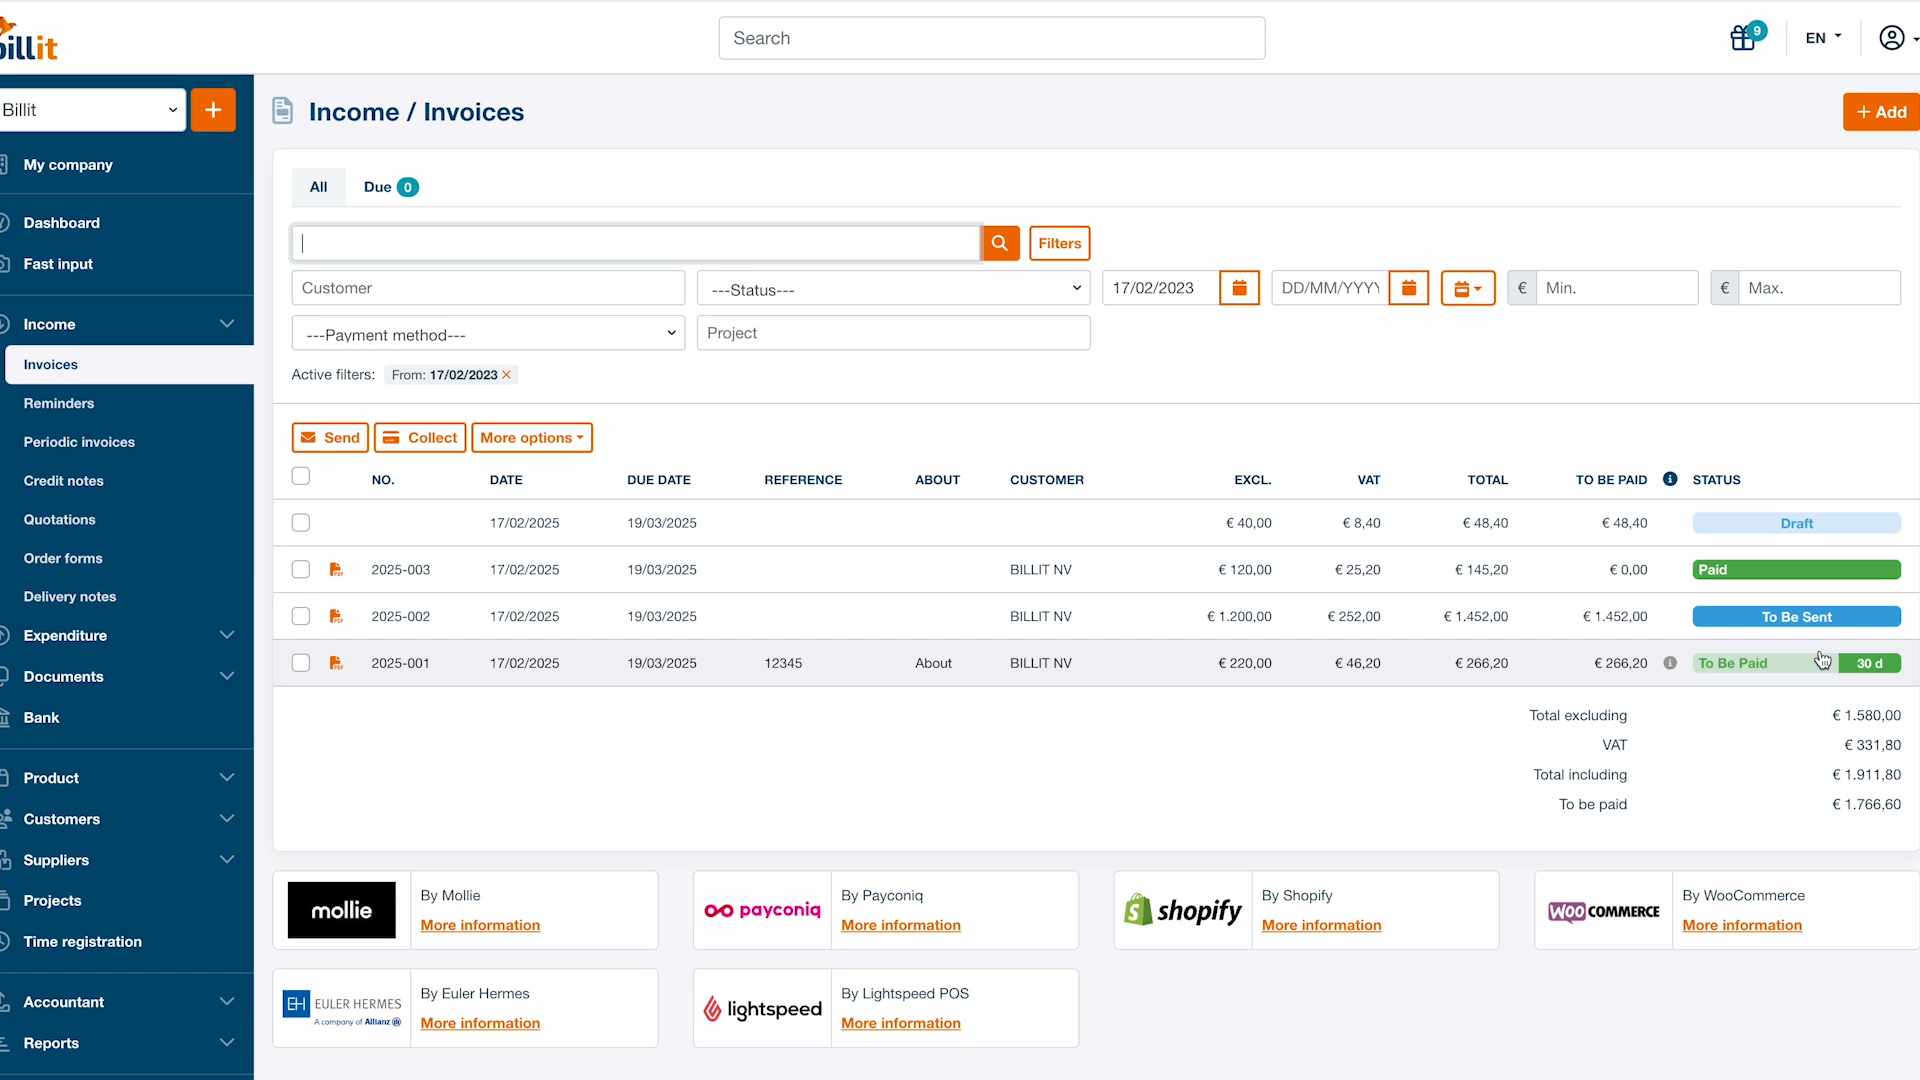 billit
Search
9
EN
Billit
+
My company
Dashboard
Fast input
Income
Invoices
Reminders
Periodic invoices
Credit notes
Quotations
Order forms
Delivery notes
Expenditure
Documents
Bank
Product
Customers
Suppliers
Projects
Time registration
Accountant
Reports
Income / Invoices
+ Add
All
Due 0
Filters
Customer
---Status---
17/02/2023
DD/MM/YYYY
€ Min.
€ Max.
---Payment method---
Project
Active filters: From: 17/02/2023 ×
Send
Collect
More options
NO. DATE DUE DATE REFERENCE ABOUT CUSTOMER EXCL. VAT TOTAL TO BE PAID STATUS
17/02/2025 19/03/2025 € 40,00 € 8,40 € 48,40 € 48,40 Draft
2025-003 17/02/2025 19/03/2025 BILLIT NV € 120,00 € 25,20 € 145,20 € 0,00 Paid
2025-002 17/02/2025 19/03/2025 BILLIT NV € 1.200,00 € 252,00 € 1.452,00 € 1.452,00 To Be Sent
2025-001 17/02/2025 19/03/2025 12345 About BILLIT NV € 220,00 € 46,20 € 266,20 € 266,20 To Be Paid 30 d
Total excluding € 1.580,00
VAT € 331,80
Total including € 1.911,80
To be paid € 1.766,60
mollie
By Mollie
More information
payconiq
By Payconiq
More information
shopify
By Shopify
More information
WOO COMMERCE
By WooCommerce
More information
EH EULER HERMES
A company of Allianz
By Euler Hermes
More information
lightspeed
By Lightspeed POS
More information